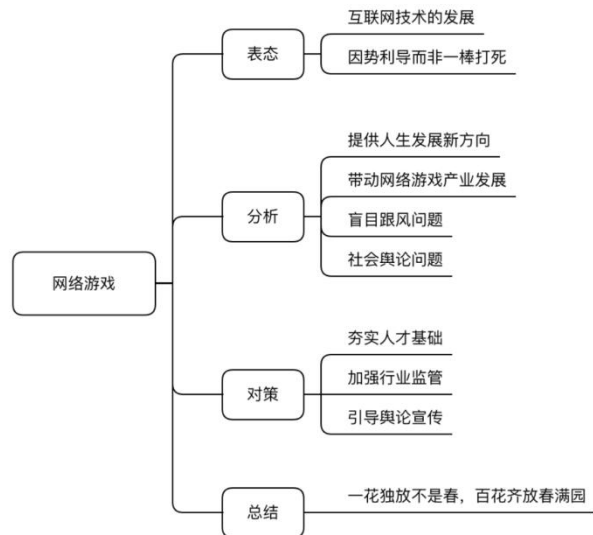 网络游戏
表态
互联网技术的发展
因势利导而非一棒打死
分析
提供人生发展新方向
带动网络游戏产业发展
盲目跟风问题
社会舆论问题
对策
夯实人才基础
加强行业监管
引导舆论宣传
总结
一花独放不是春，百花齐放春满园